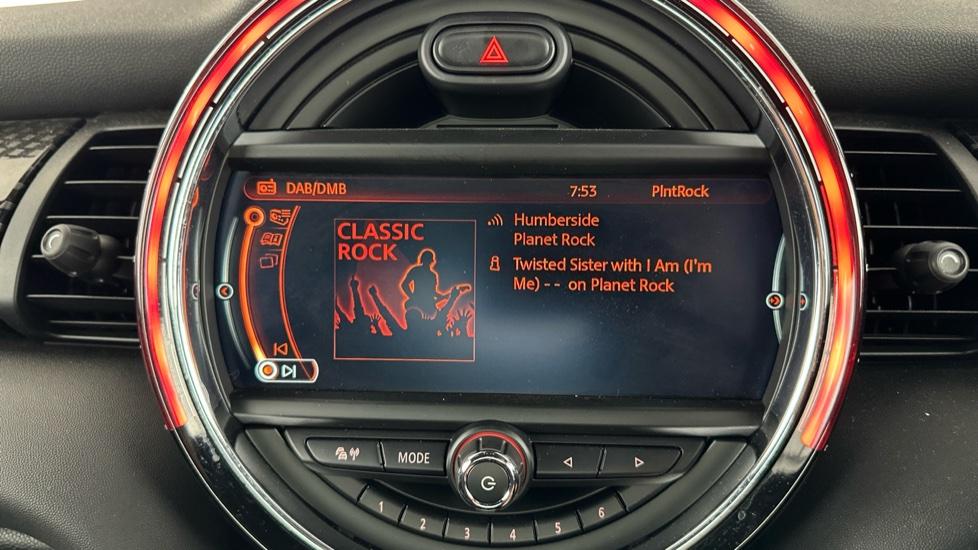 DAB/DMB 7:53 PlntRock
CLASSIC
ROCK
Humberside
Planet Rock
Twisted Sister with I Am (I'm
Me) - - on Planet Rock
MODE
1 2 3 4 5 6